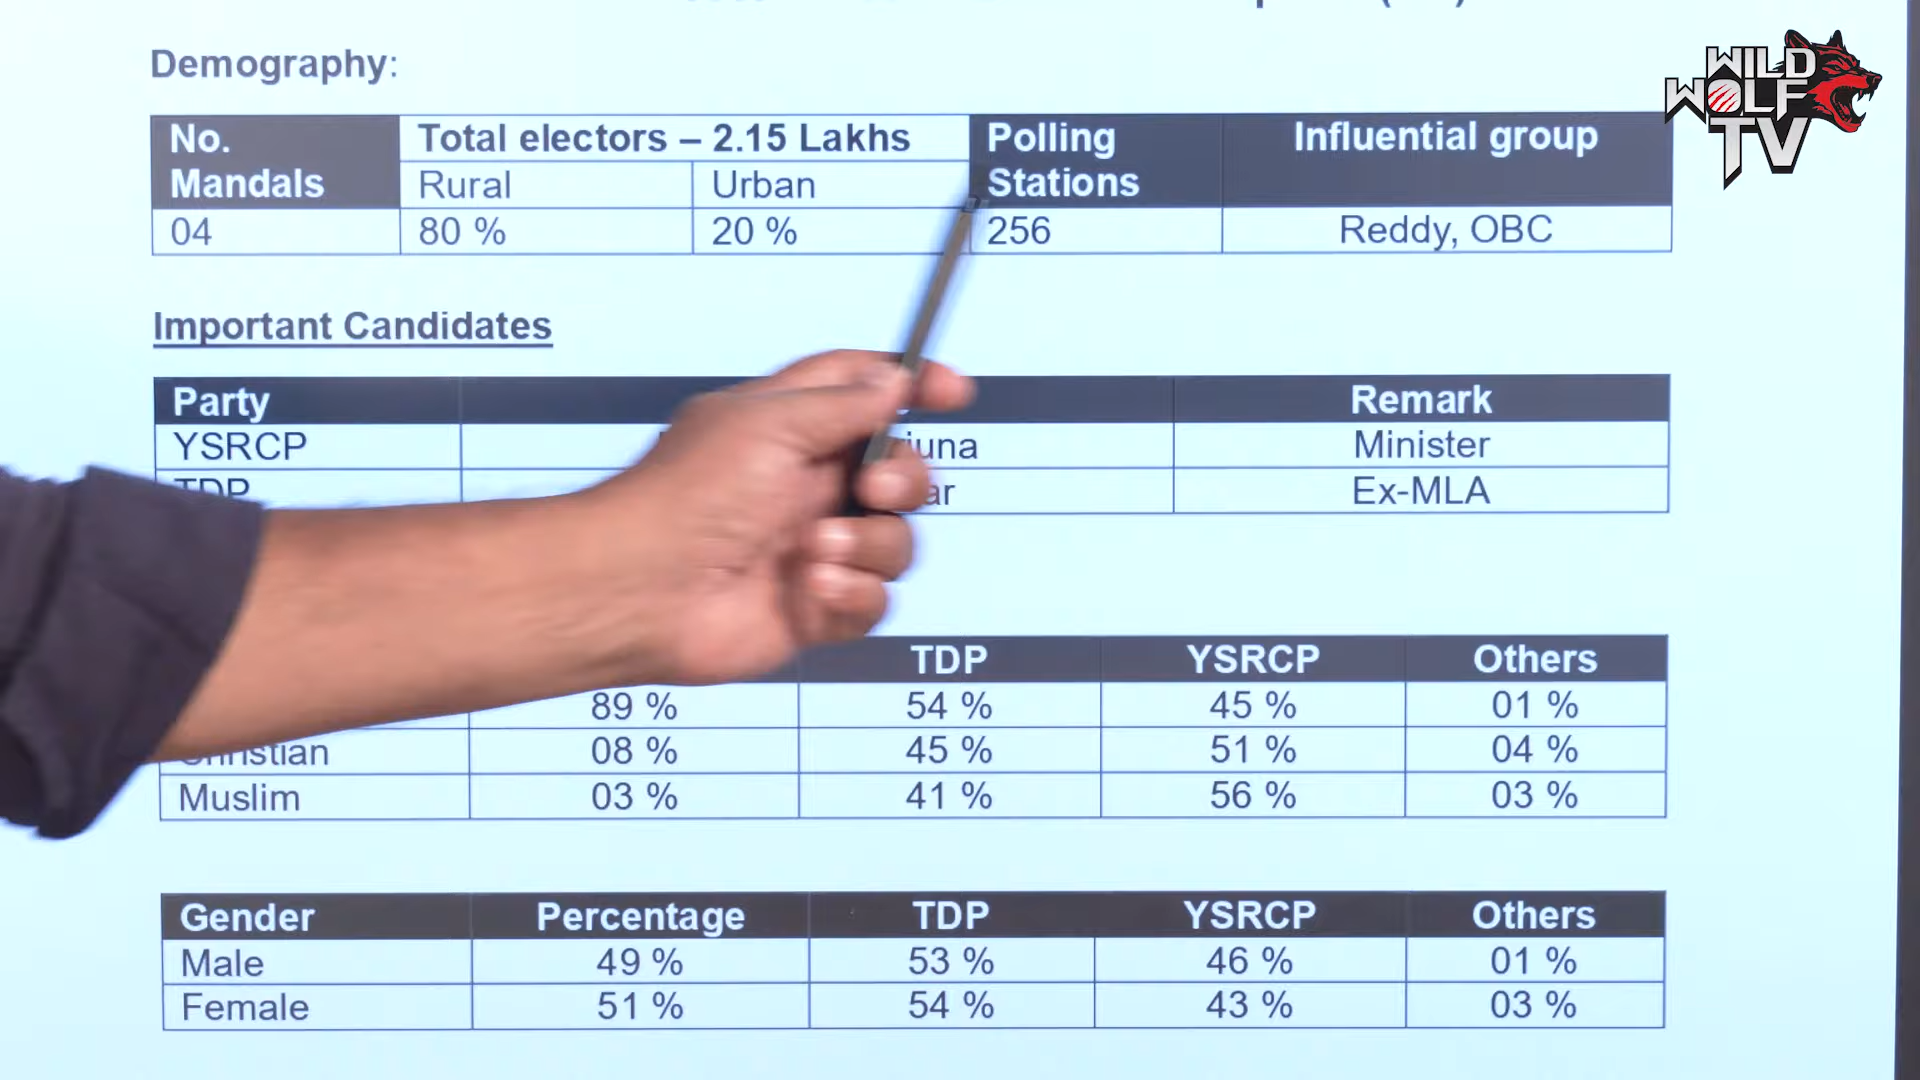 WILD
WOLF
TV
Demography:
No. Mandals Total electors – 2.15 Lakhs Polling Stations Influential group
Rural Urban
04 80 % 20 % 256 Reddy, OBC
Important Candidates
Party Remark
YSRCP Minister
TDP Ex-MLA
TDP YSRCP Others
89 % 54 % 45 % 01 %
Christian 08 % 45 % 51 % 04 %
Muslim 03 % 41 % 56 % 03 %
Gender Percentage TDP YSRCP Others
Male 49 % 53 % 46 % 01 %
Female 51 % 54 % 43 % 03 %